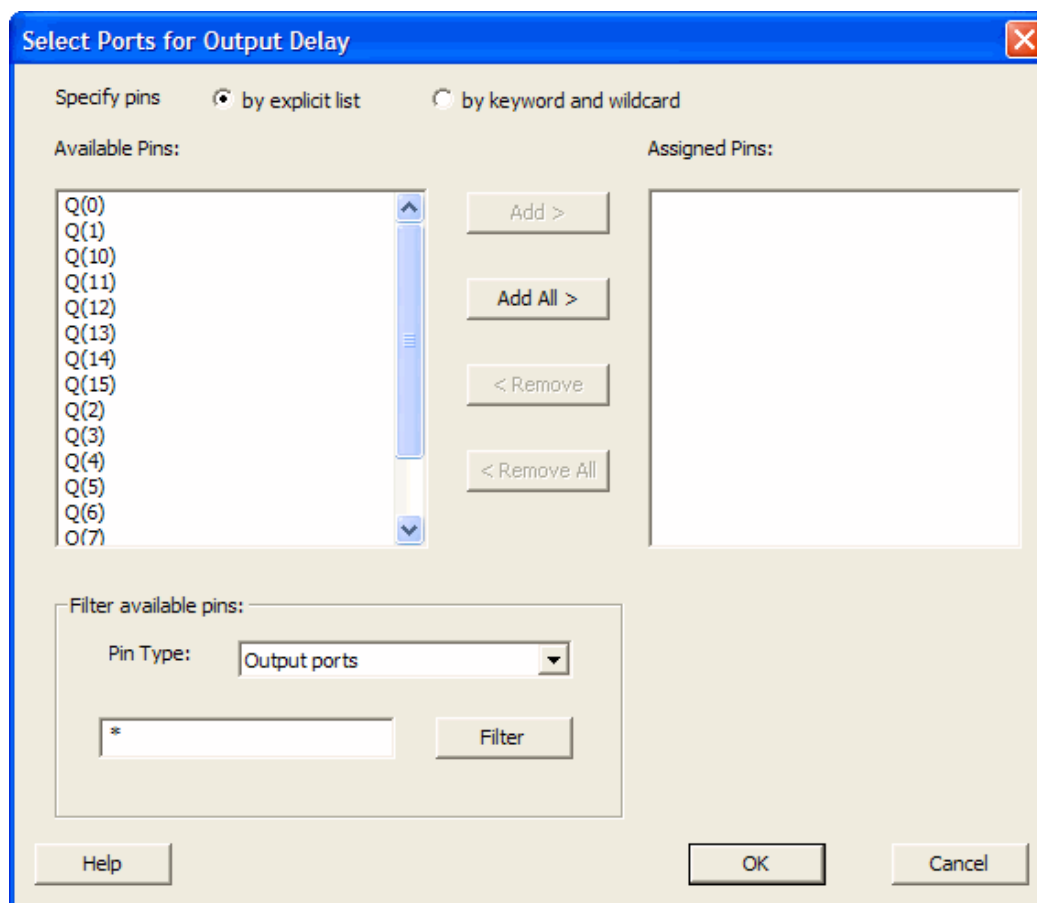 Select Ports for Output Delay
Specify pins by explicit list by keyword and wildcard
Available Pins: Assigned Pins:
Q(0)
Q(1)
Q(10)
Q(11)
Q(12)
Q(13)
Q(14)
Q(15)
Q(2)
Q(3)
Q(4)
Q(5)
Q(6)
Q(7)
Add >
Add All >
< Remove
< Remove All
Filter available pins:
Pin Type: Output ports
* Filter
Help OK Cancel